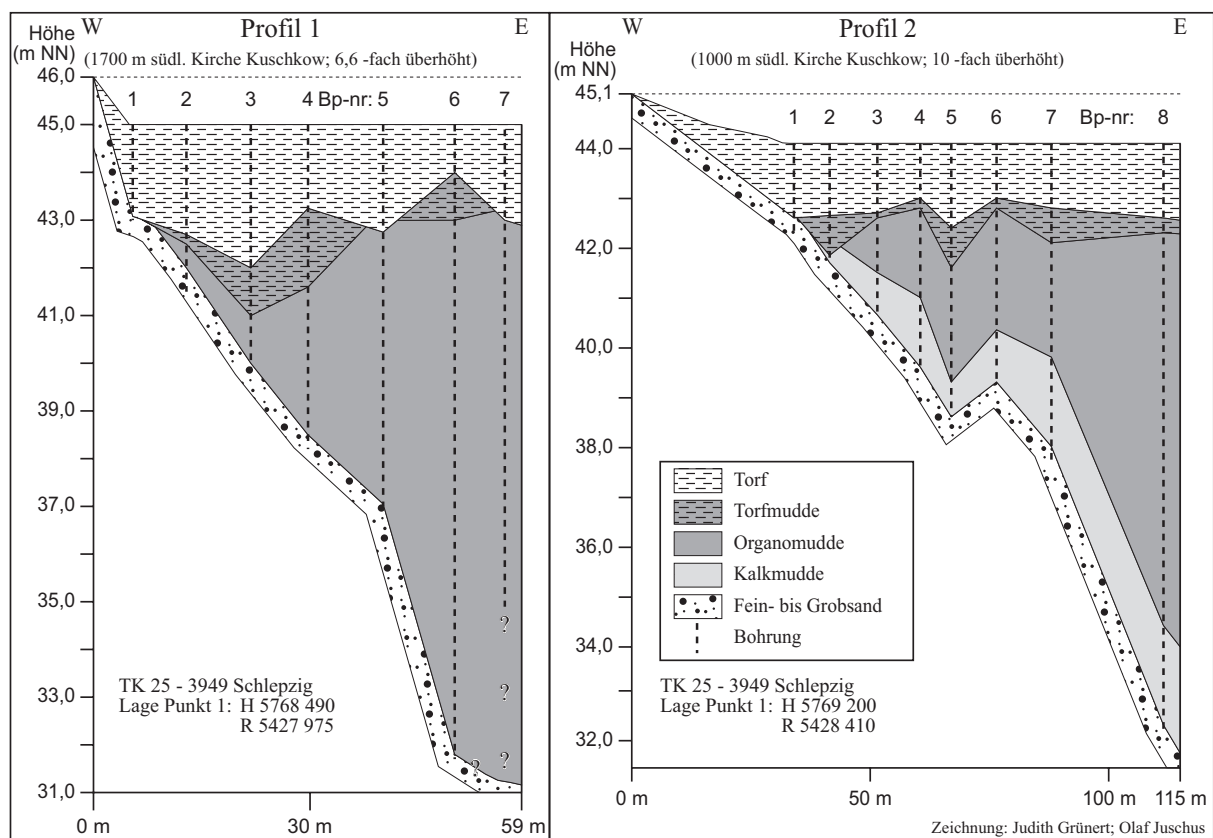 W Profil 1 E
Höhe
(m NN)
(1700 m südl. Kirche Kuschkow; 6,6 -fach überhöht)
46,0
1 2 3 4 Bp-nr: 5 6 7
45,0
43,0
41,0
39,0
37,0
35,0
33,0
31,0
?
?
?
?
TK 25 - 3949 Schlepzig
Lage Punkt 1: H 5768 490
R 5427 975
0 m 30 m 59 m
W Profil 2 E
Höhe
(m NN)
(1000 m südl. Kirche Kuschkow; 10 -fach überhöht)
45,1
1 2 3 4 5 6 7 Bp-nr: 8
44,0
42,0
40,0
38,0
36,0
34,0
32,0
Torf
Torfmudde
Organomudde
Kalkmudde
Fein- bis Grobsand
Bohrung
TK 25 - 3949 Schlepzig
Lage Punkt 1: H 5769 200
R 5428 410
0 m 50 m 100 m 115 m
Zeichnung: Judith Grünert; Olaf Juschus